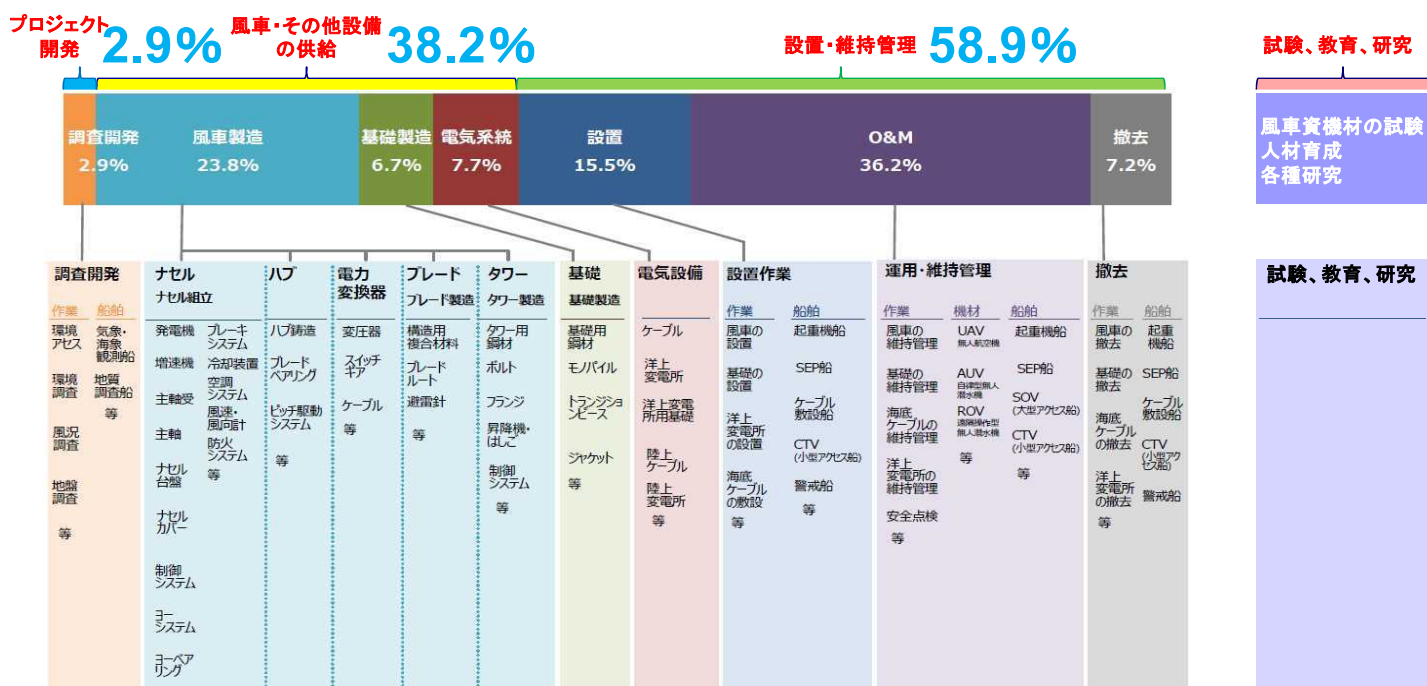 プロジェクト
開発
2.9%
風車・その他設備
の供給
38.2%
設置・維持管理
58.9%
試験、教育、研究
調査開発
2.9%
風車製造
23.8%
基礎製造
6.7%
電気系統
7.7%
設置
15.5%
O&M
36.2%
撤去
7.2%
風車資機材の試験
人材育成
各種研究
調査開発
作業
環境
アセス
環境
調査
風況
調査
地盤
調査
等
船舶
気象・
海象
観測船
地質
調査船
等
ナセル
ナセル組立
発電機
増速機
主軸受
主軸
ナセル
台盤
ナセル
カバー
制御
システム
ヨー
システム
ヨーベア
リング
ブレーキ
システム
冷却装置
空調
システム
風速・
風向計
防火
システム
等
ハブ
ハブ鋳造
ブレード
ベアリング
ピッチ駆動
システム
等
電力
変換器
変圧器
スイッチ
ギア
ケーブル
等
ブレード
ブレード製造
構造用
複合材料
ブレード
ルート
避雷針
等
タワー
タワー製造
タワー用
鋼材
ボルト
フランジ
昇降機・
はしご
制御
システム
等
基礎
基礎製造
基礎用
鋼材
モノパイル
トランジショ
ンピース
ジャケット
等
電気設備
ケーブル
洋上
変電所
洋上変電
所用基礎
陸上
ケーブル
陸上
変電所
等
設置作業
作業
風車の
設置
基礎の
設置
洋上
変電所
の設置
海底
ケーブル
の敷設
等
船舶
起重機船
SEP船
ケーブル
敷設船
CTV
(小型アクセス船)
警戒船
等
運用・維持管理
作業
風車の
維持管理
基礎の
維持管理
海底
ケーブルの
維持管理
洋上
変電所の
維持管理
安全点検
等
機材
UAV
無人航空機
AUV
自律型無人
潜水機
ROV
遠隔操作型
無人潜水機
等
船舶
起重機船
SEP船
SOV
(大型アクセス船)
CTV
(小型アクセス船)
等
撤去
作業
風車の
撤去
基礎の
撤去
海底
ケーブル
の撤去
洋上
変電所
の撤去
等
船舶
起重
機船
SEP船
ケーブル
敷設船
CTV
(小型アク
セス船)
警戒船
試験、教育、研究